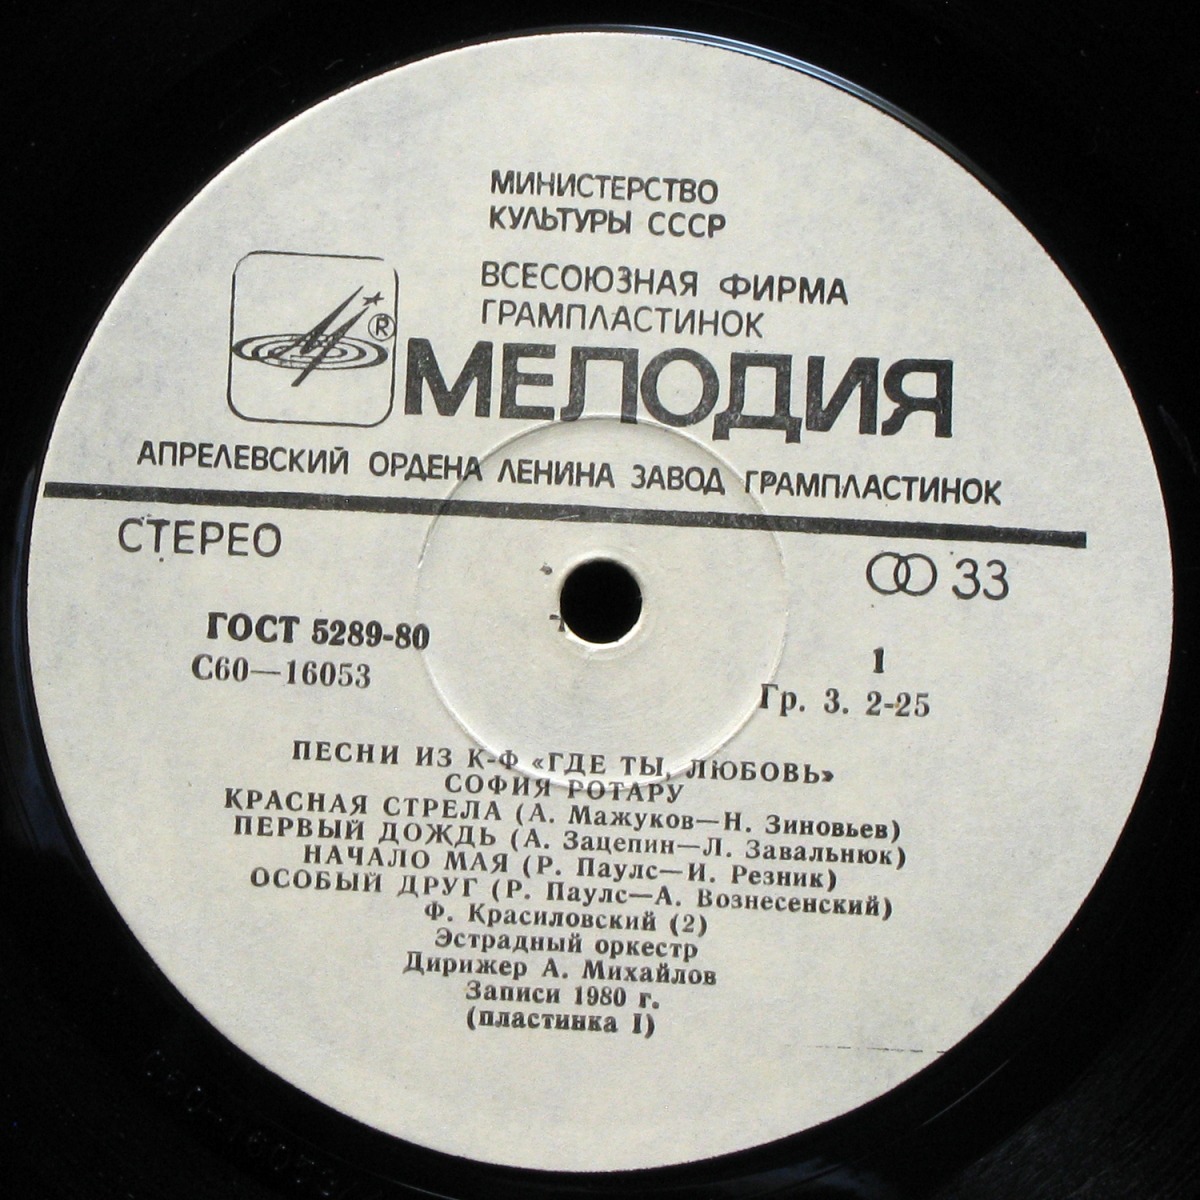 МИНИСТЕРСТВО
КУЛЬТУРЫ СССР
ВСЕСОЮЗНАЯ ФИРМА
ГРАМПЛАСТИНОК
®
МЕЛОДИЯ
АПРЕЛЕВСКИЙ ОРДЕНА ЛЕНИНА ЗАВОД ГРАМПЛАСТИНОК
СТЕРЕО
33
ГОСТ 5289-80
С60—16053
1
Гр. 3. 2-25
ПЕСНИ ИЗ К-Ф «ГДЕ ТЫ, ЛЮБОВЬ»
СОФИЯ РОТАРУ
КРАСНАЯ СТРЕЛА (А. Мажуков—Н. Зиновьев)
ПЕРВЫЙ ДОЖДЬ (А. Зацепин—Л. Завальнюк)
НАЧАЛО МАЯ (Р. Паулс—И. Резник)
ОСОБЫЙ ДРУГ (Р. Паулс—А. Вознесенский)
Ф. Красиловский (2)
Эстрадный оркестр
Дирижер А. Михайлов
Записи 1980 г.
(пластинка I)